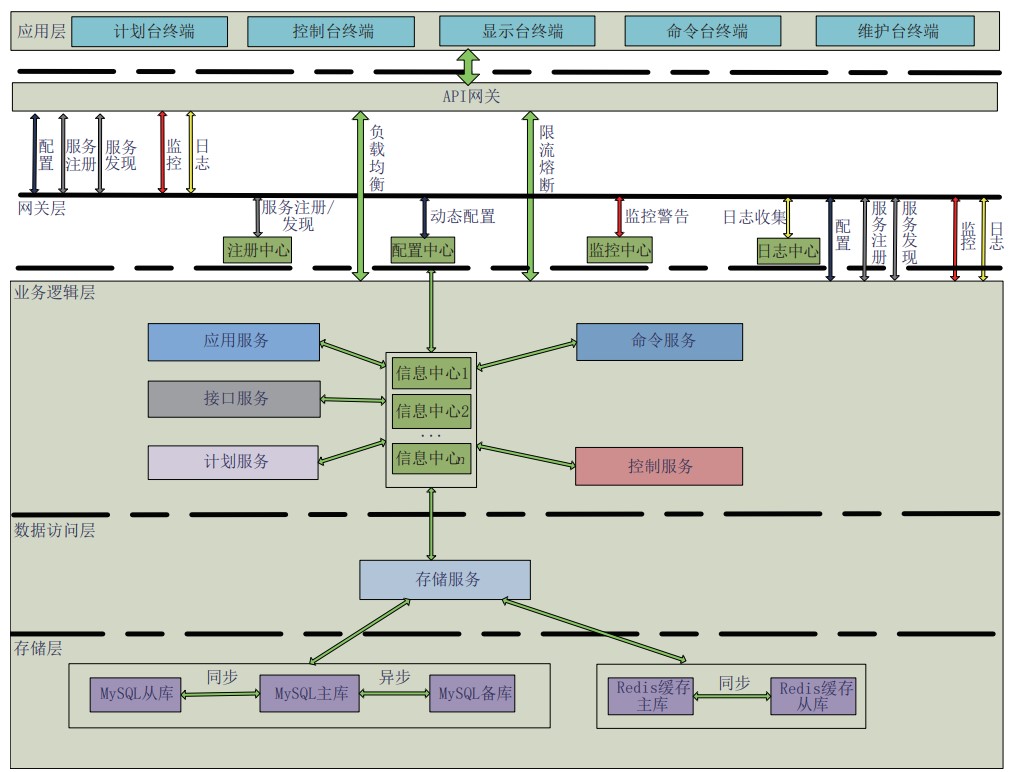 应用层
计划台终端
控制台终端
显示台终端
命令台终端
维护台终端
API网关
配置
服务
注册
服务
发现
监控
日志
负载均衡
限流熔断
网关层
服务注册/
发现
动态配置
监控警告
日志收集
注册中心
配置中心
监控中心
日志中心
配置
服务注册
服务发现
监控
日志
业务逻辑层
应用服务
命令服务
信息中心1
接口服务
信息中心2
...
计划服务
信息中心n
控制服务
数据访问层
存储服务
存储层
MySQL从库
同步
MySQL主库
异步
MySQL备库
Redis缓存
主库
同步
Redis缓存
从库